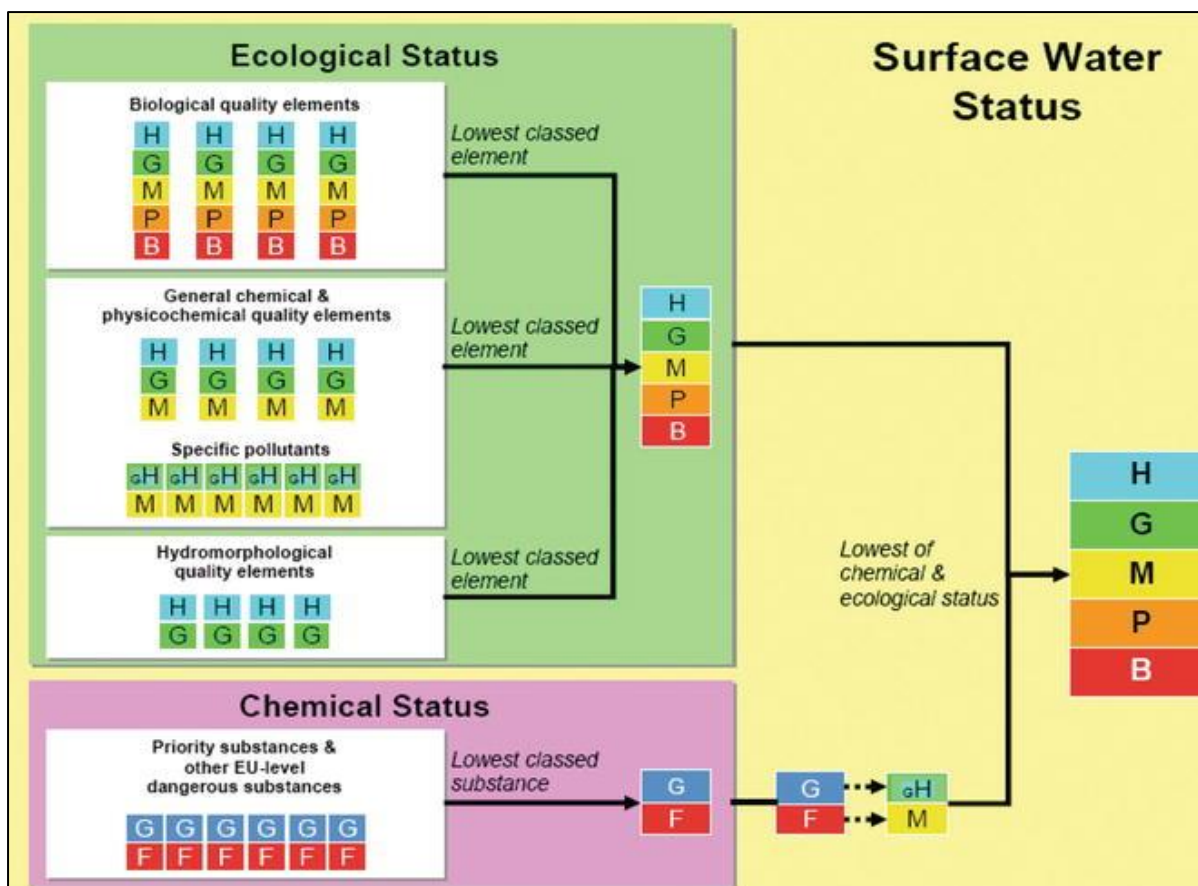 Ecological Status
Surface Water
Status
Biological quality elements
H H H H
G G G G
M M M M
P P P P
B B B B
Lowest classed
element
General chemical &
physicochemical quality elements
H H H H
G G G G
M M M M
Lowest classed
element
Specific pollutants
GH GH GH GH GH GH
M M M M M M
Hydromorphological
quality elements
H H H H
G G G G
Lowest classed
element
H
G
M
P
B
Lowest of
chemical &
ecological status
H
G
M
P
B
Chemical Status
Priority substances &
other EU-level
dangerous substances
G G G G G G
F F F F F F
Lowest classed
substance
G
F
G
F
GH
M